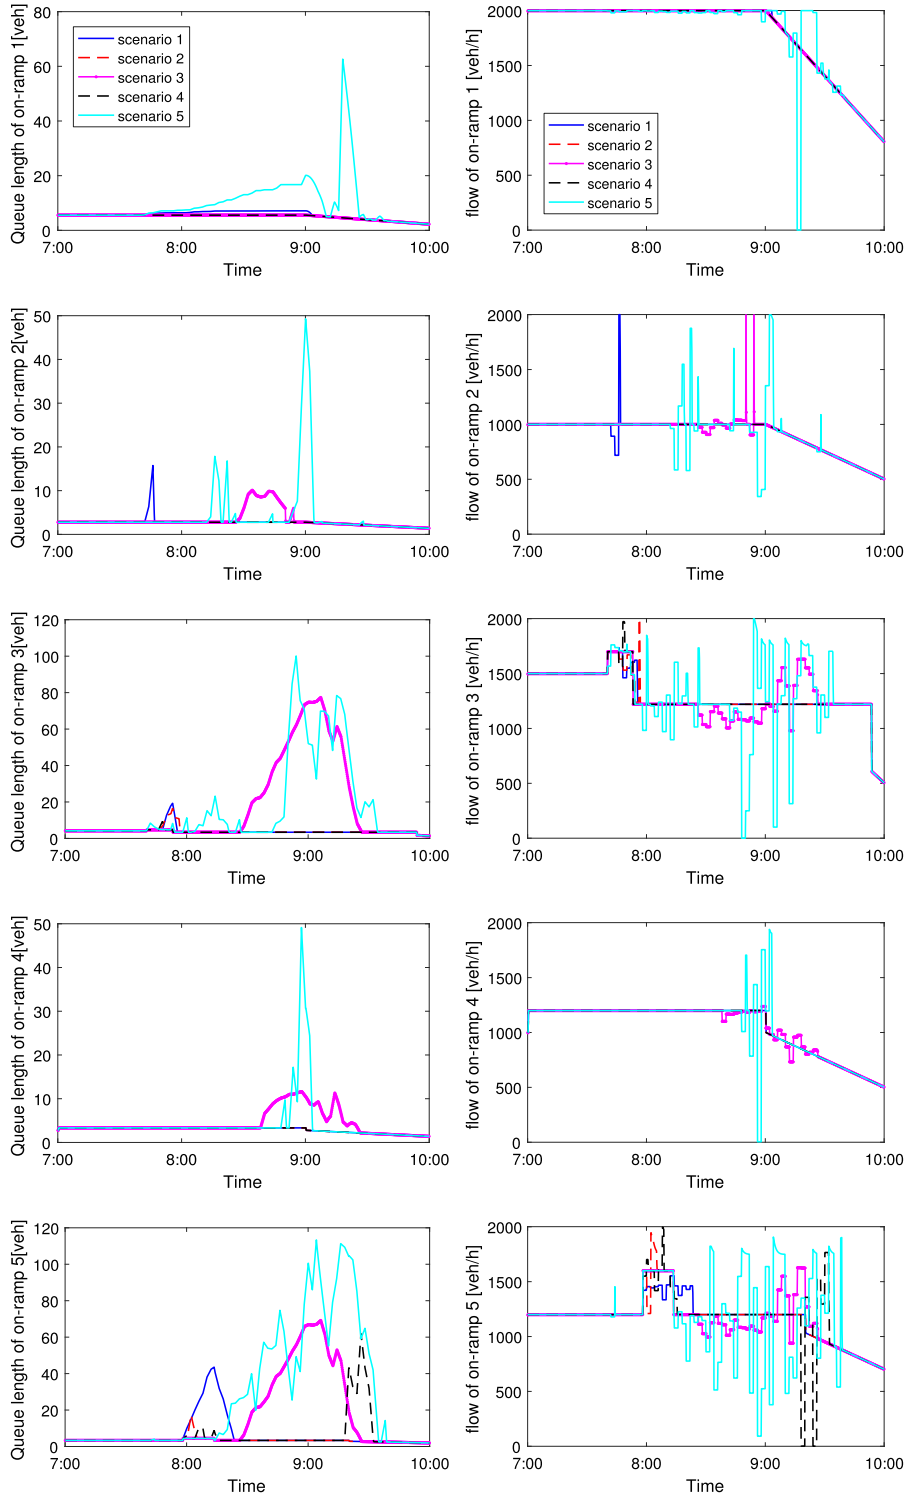 Queue length of on-ramp 1[veh]
80
60
40
20
0
7:00 8:00 9:00 10:00
Time
scenario 1
scenario 2
scenario 3
scenario 4
scenario 5
flow of on-ramp 1 [veh/h]
2000
1500
1000
500
0
7:00 8:00 9:00 10:00
Time
scenario 1
scenario 2
scenario 3
scenario 4
scenario 5
Queue length of on-ramp 2[veh]
50
40
30
20
10
0
7:00 8:00 9:00 10:00
Time
flow of on-ramp 2 [veh/h]
2000
1500
1000
500
0
7:00 8:00 9:00 10:00
Time
Queue length of on-ramp 3[veh]
120
100
80
60
40
20
0
7:00 8:00 9:00 10:00
Time
flow of on-ramp 3 [veh/h]
2000
1500
1000
500
0
7:00 8:00 9:00 10:00
Time
Queue length of on-ramp 4[veh]
50
40
30
20
10
0
7:00 8:00 9:00 10:00
Time
flow of on-ramp 4 [veh/h]
2000
1500
1000
500
0
7:00 8:00 9:00 10:00
Time
Queue length of on-ramp 5[veh]
120
100
80
60
40
20
0
7:00 8:00 9:00 10:00
Time
flow of on-ramp 5 [veh/h]
2000
1500
1000
500
0
7:00 8:00 9:00 10:00
Time